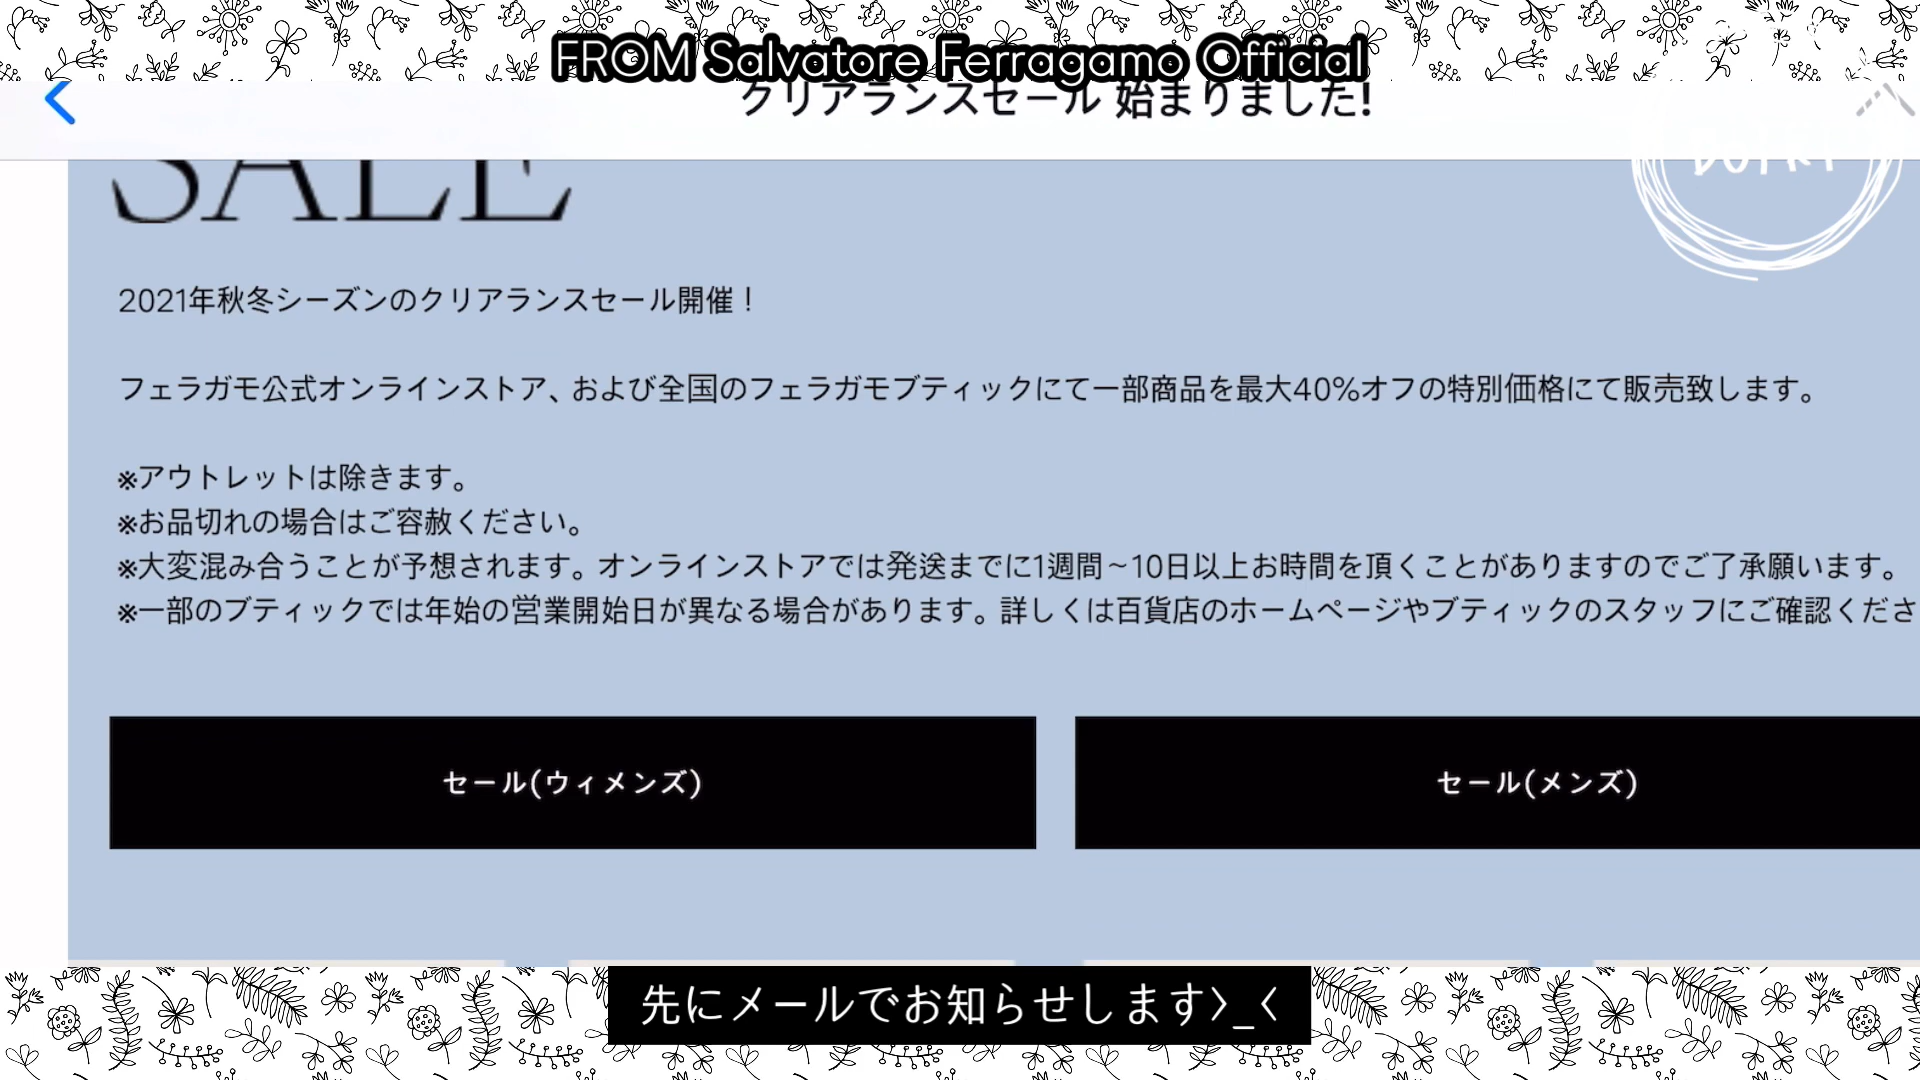 FROM Salvatore Ferragamo Official
クリアランスセール 始まりました!
SALE
2021年秋冬シーズンのクリアランスセール開催！
フェラガモ公式オンラインストア、および全国のフェラガモブティックにて一部商品を最大40%オフの特別価格にて販売致します。
※アウトレットは除きます。
※お品切れの場合はご容赦ください。
※大変混み合うことが予想されます。オンラインストアでは発送までに1週間~10日以上お時間を頂くことがありますのでご了承願います。
※一部のブティックでは年始の営業開始日が異なる場合があります。詳しくは百貨店のホームページやブティックのスタッフにご確認くださ
セール(ウィメンズ)
セール(メンズ)
先にメールでお知らせします〉_〈